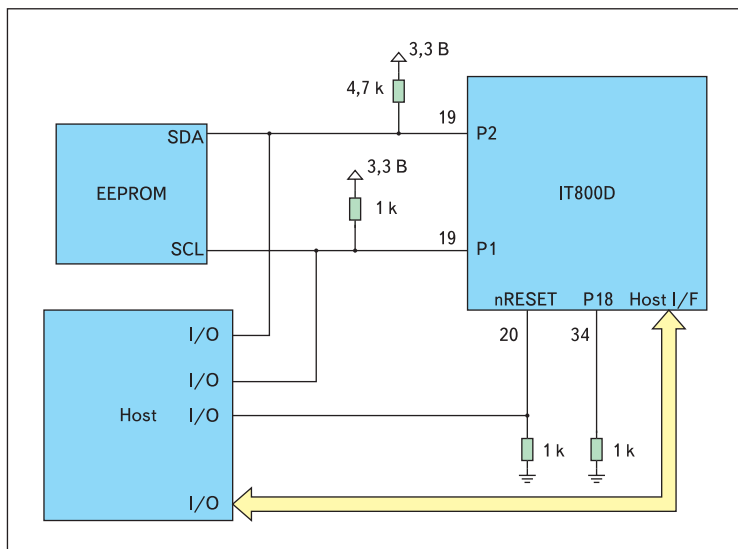 3,3 В
4,7 k
19
SDA
P2
3,3 В
EEPROM
IT800D
1 k
19
SCL
P1
nRESET P18 Host I/F
I/O
20
34
I/O
Host
I/O
1 k
1 k
I/O